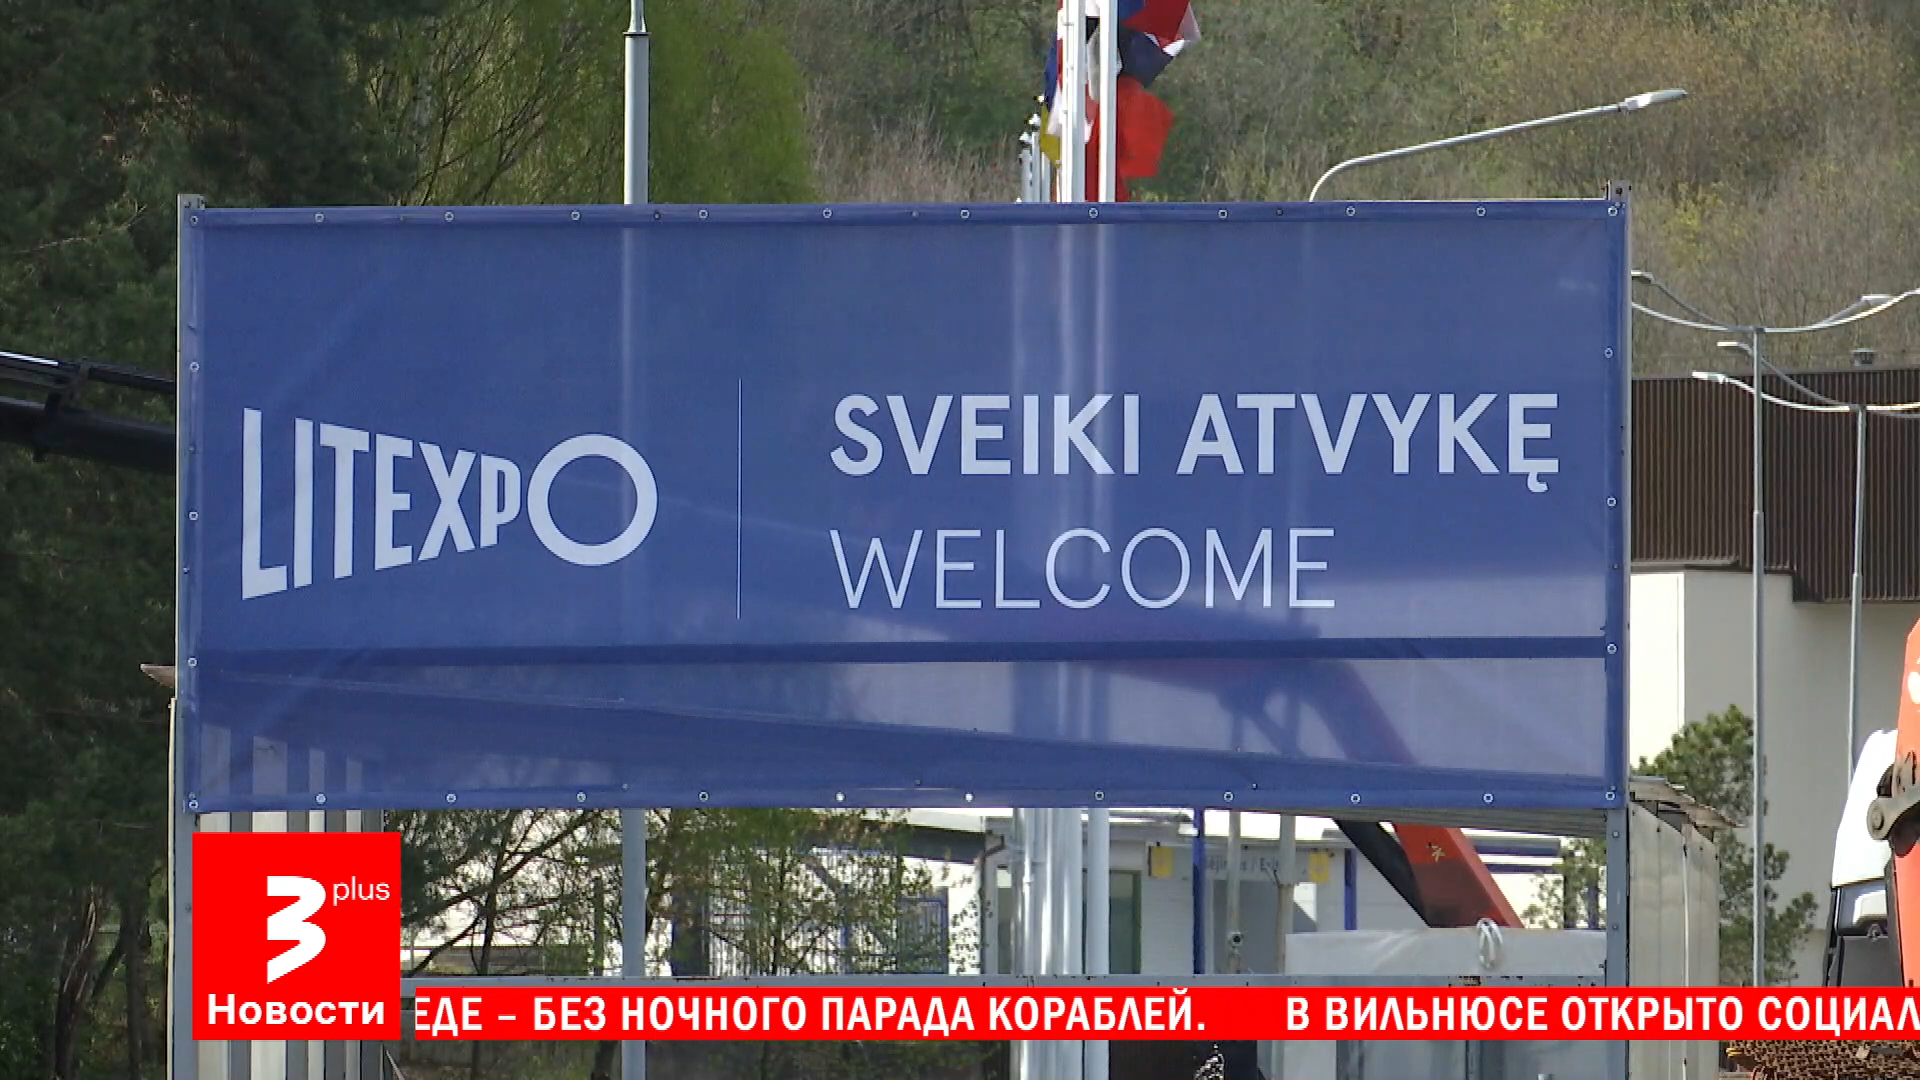 LITEXPO
SVEIKI ATVYKĘ
WELCOME
3 plus
Новости
ЕДЕ – БЕЗ НОЧНОГО ПАРАДА КОРАБЛЕЙ. В ВИЛЬНЮСЕ ОТКРЫТО СОЦИАЛ